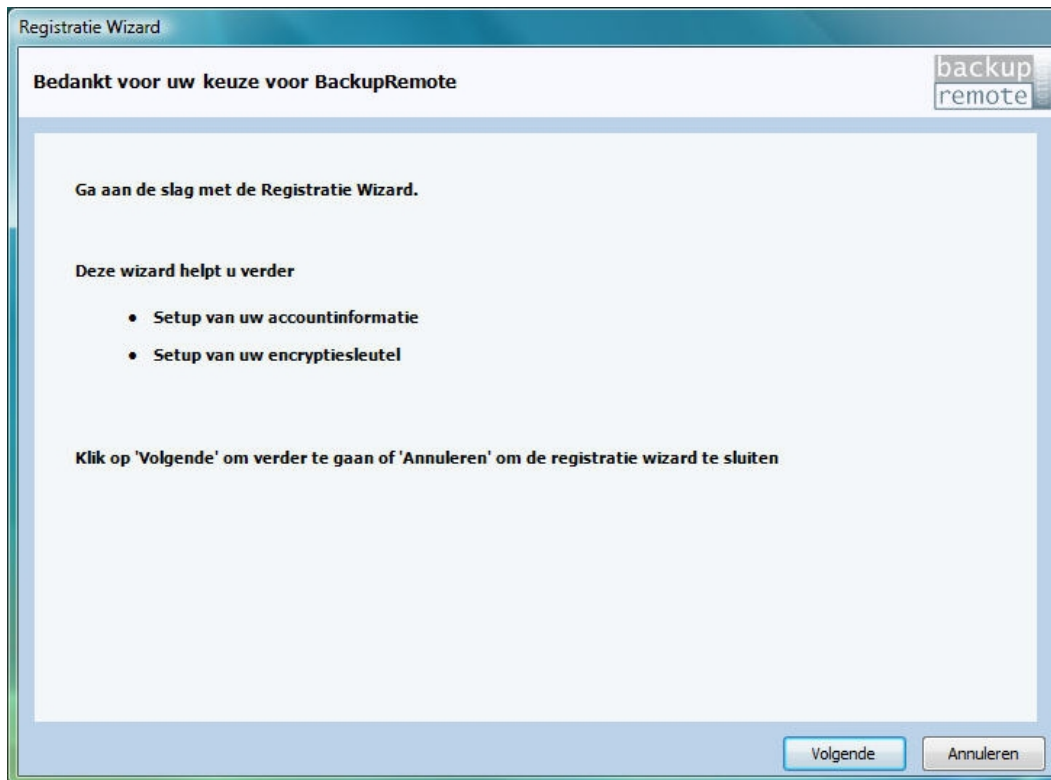 Registratie Wizard
Bedankt voor uw keuze voor BackupRemote
backup
remote
Ga aan de slag met de Registratie Wizard.
Deze wizard helpt u verder
• Setup van uw accountinformatie
• Setup van uw encryptiesleutel
Klik op 'Volgende' om verder te gaan of 'Annuleren' om de registratie wizard te sluiten
Volgende
Annuleren